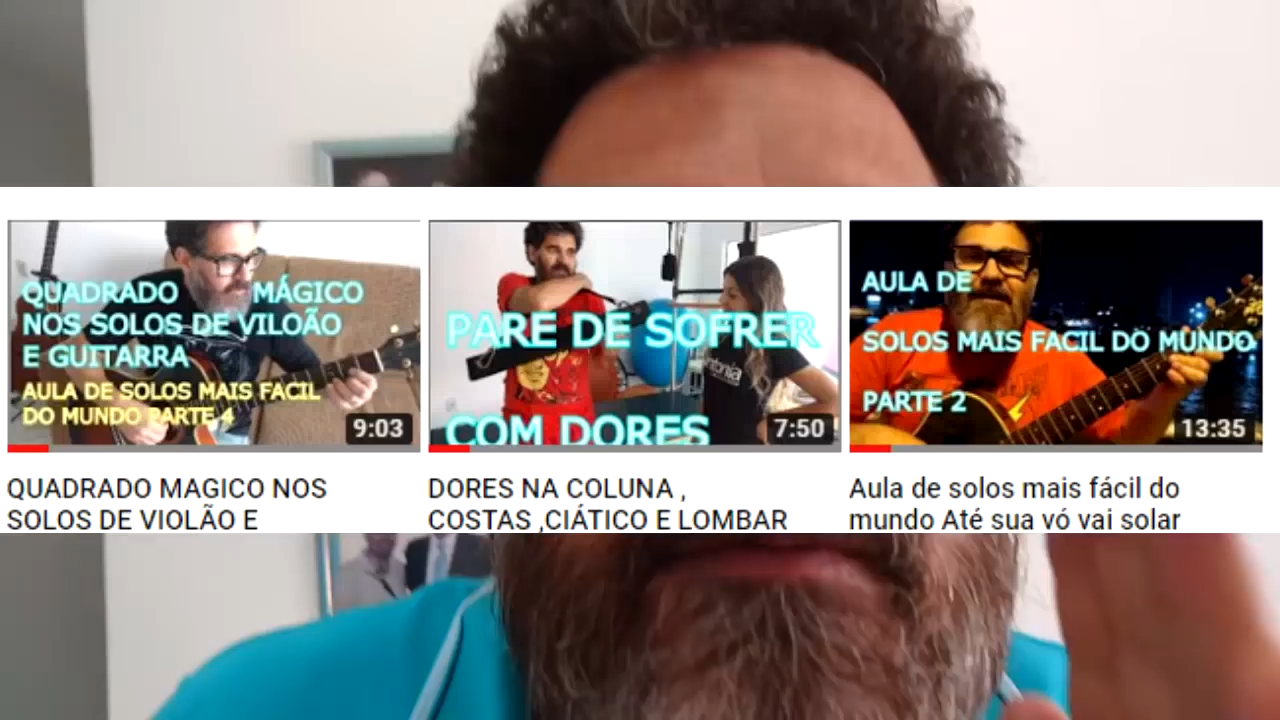 QUADRADO MÁGICO
NOS SOLOS DE VILOÃO
E GUITARRA
AULA DE SOLOS MAIS FACIL
DO MUNDO PARTE 4
9:03
QUADRADO MAGICO NOS
SOLOS DE VIOLÃO E
PARE DE SOFRER
COM DORES
7:50
DORES NA COLUNA ,
COSTAS ,CIÁTICO E LOMBAR
AULA DE
SOLOS MAIS FACIL DO MUNDO
PARTE 2
13:35
Aula de solos mais fácil do
mundo Até sua vó vai solar